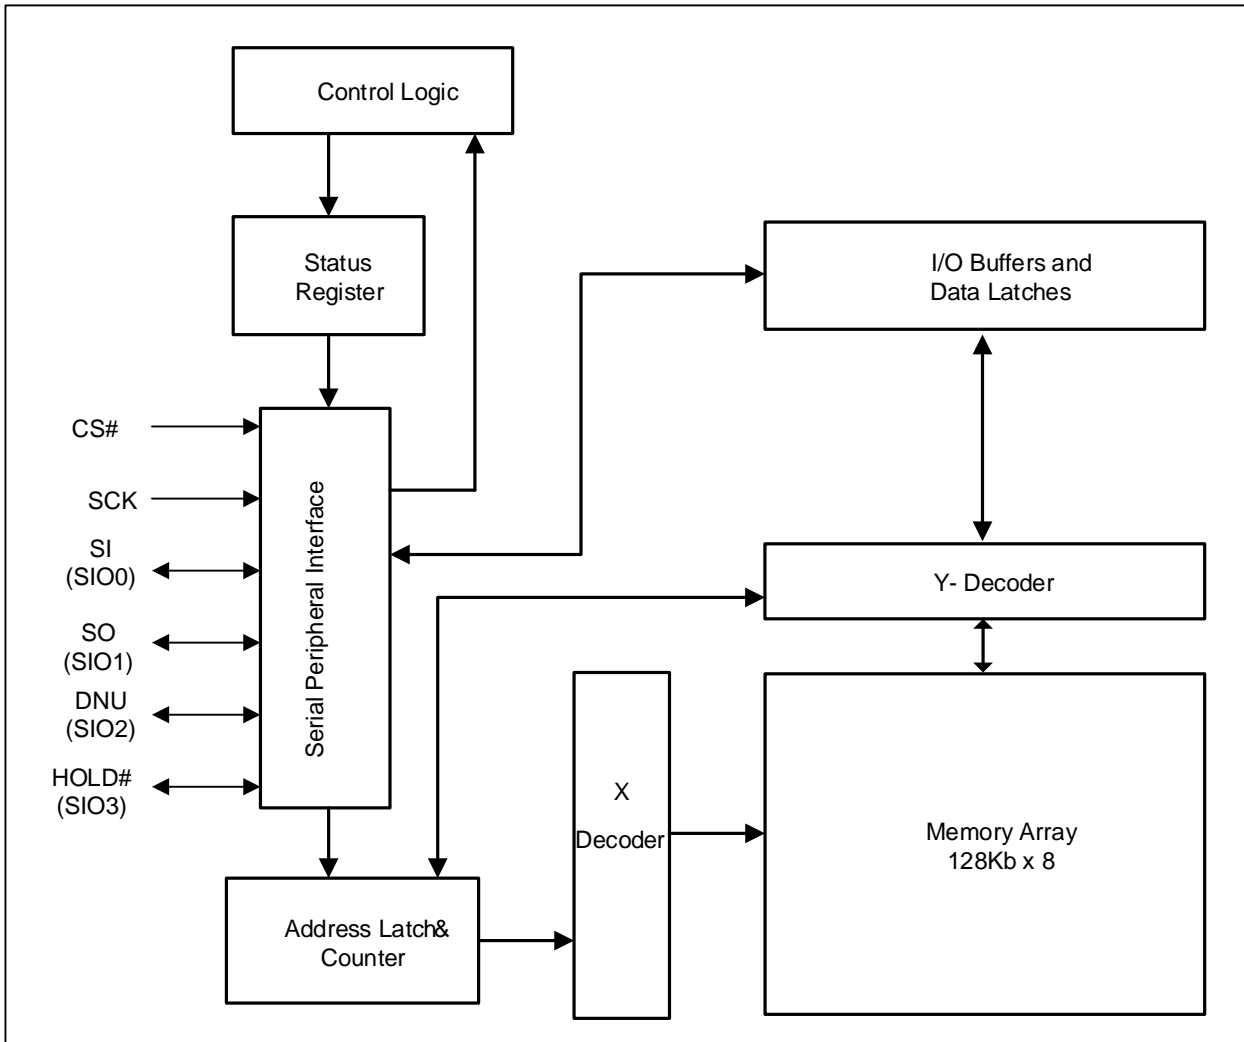 Control Logic
Status
Register
I/O Buffers and
Data Latches
CS#
SCK
SI
(SIO0)
SO
(SIO1)
DNU
(SIO2)
HOLD#
(SIO3)
Serial Peripheral Interface
Y- Decoder
X
Decoder
Memory Array
128Kb x 8
Address Latch&
Counter